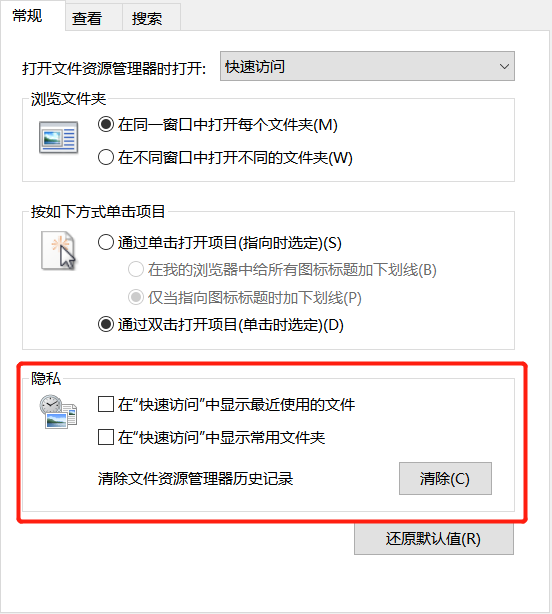 常规 查看 搜索
打开文件资源管理器时打开: 快速访问
浏览文件夹
在同一窗口中打开每个文件夹(M)
在不同窗口中打开不同的文件夹(W)
按如下方式单击项目
通过单击打开项目(指向时选定)(S)
在我的浏览器中给所有图标标题加下划线(B)
仅当指向图标标题时加下划线(P)
通过双击打开项目(单击时选定)(D)
隐私
在“快速访问”中显示最近使用的文件
在“快速访问”中显示常用文件夹
清除文件资源管理器历史记录 清除(C)
还原默认值(R)